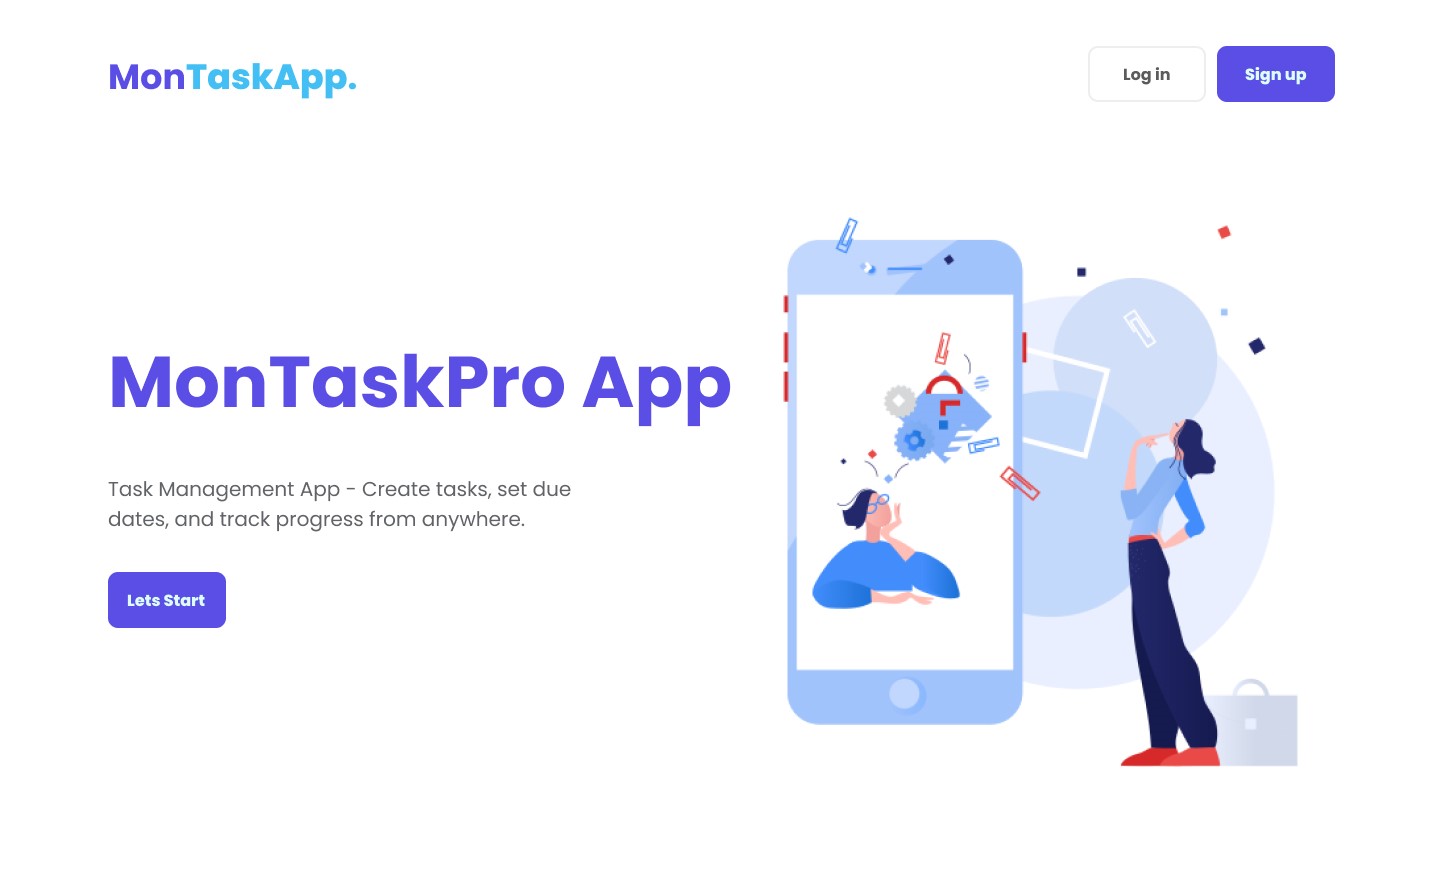 MonTaskApp.
Log in
Sign up
MonTaskPro App
Task Management App - Create tasks, set due
dates, and track progress from anywhere.
Lets Start